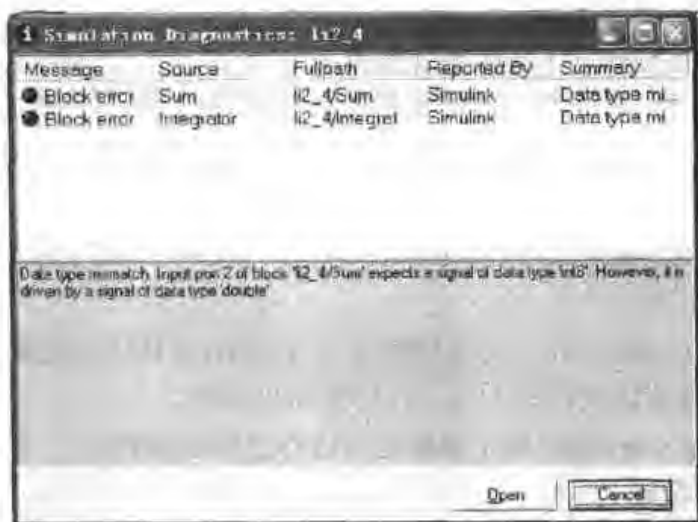 Simulation Diagnostics: li2_4
Message Source Fullpath Reported By Summary
Block error Sum li2_4/Sum Simulink Data type mi...
Block error Integrator li2_4/Integrat Simulink Data type mi...
Data type mismatch. Input port 2 of block 'li2_4/Sum' expects a signal of data type 'int8'. However, it is
driven by a signal of data type 'double'
Open Cancel